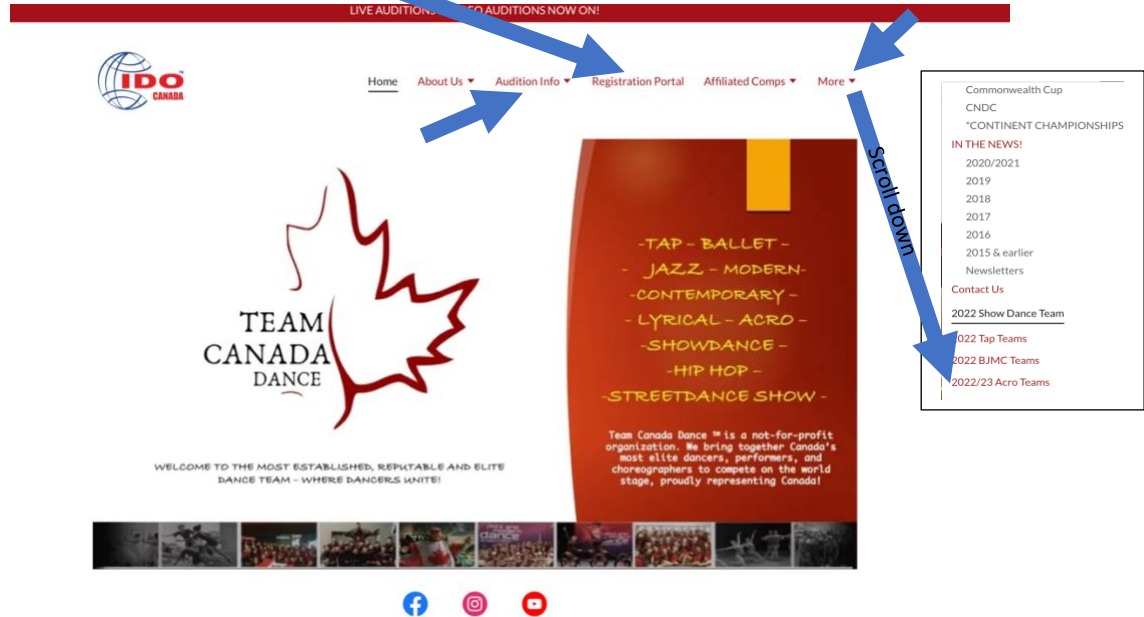 LIVE AUDITIONS
EO AUDITIONS NOW ON!
IDO
CANADA
Home About Us Audition Info Registration Portal Affiliated Comps More
Scroll down
TEAM
CANADA
DANCE
WELCOME TO THE MOST ESTABLISHED, REPUTABLE AND ELITE
DANCE TEAM – WHERE DANCERS UNITE!
-TAP – BALLET –
- JAZZ – MODERN-
-CONTEMPORARY –
- LYRICAL – ACRO –
-SHOWDANCE –
-HIP HOP –
-STREETDANCE SHOW -
Team Canada Dance ™ is a not-for-profit
organization. We bring together Canada's
most elite dancers, performers, and
choreographers to compete on the world
stage, proudly representing Canada!
Commonwealth Cup
CNDC
*CONTINENT CHAMPIONSHIPS
IN THE NEWS!
2020/2021
2019
2018
2017
2016
2015 & earlier
Newsletters
Contact Us
2022 Show Dance Team
2022 Tap Teams
2022 BJMC Teams
2022/23 Acro Teams